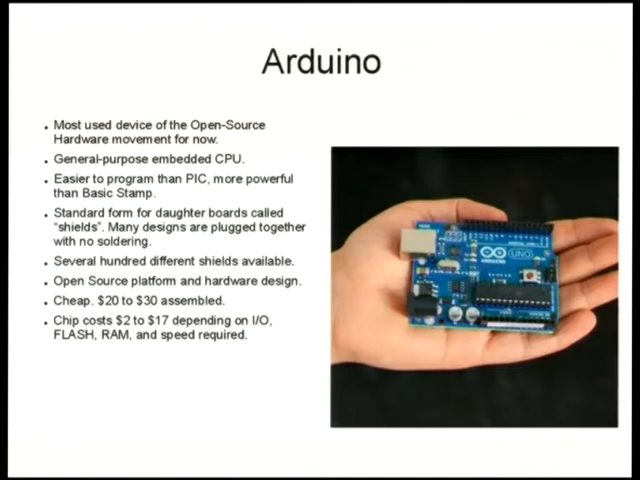 Arduino
Most used device of the Open-Source
Hardware movement for now.
General-purpose embedded CPU.
Easier to program than PIC, more powerful
than Basic Stamp.
Standard form for daughter boards called
"shields". Many designs are plugged together
with no soldering.
Several hundred different shields available.
Open Source platform and hardware design.
Cheap. $20 to $30 assembled.
Chip costs $2 to $17 depending on I/O,
FLASH, RAM, and speed required.
UNO
ARDUINO